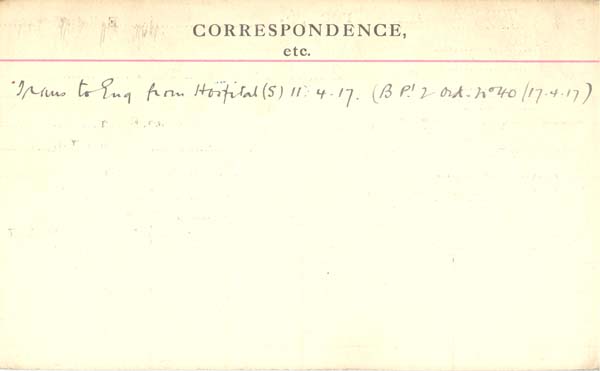 CORRESPONDENCE,
etc.
Trans to Eng from Hospital (S) 11.4.17. (B Pt 2 Ord. No 40/17.4.17)